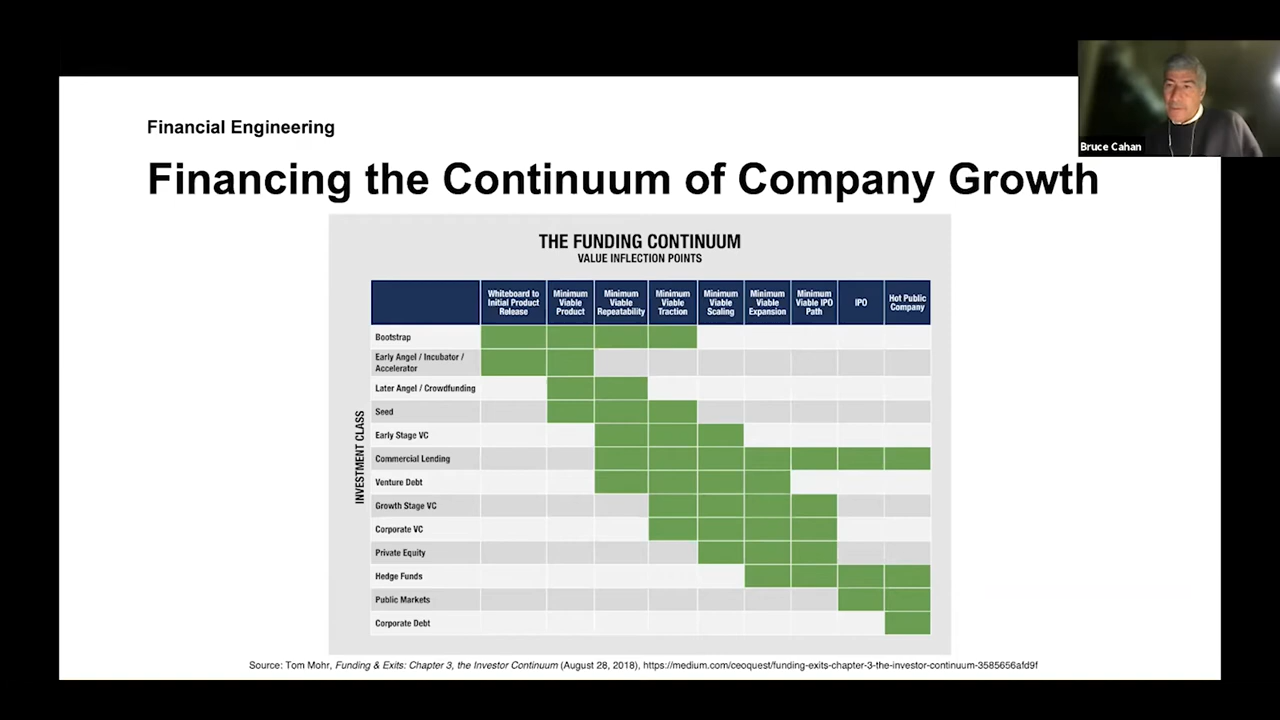 Bruce Cahan
Financial Engineering
Financing the Continuum of Company Growth
THE FUNDING CONTINUUM
VALUE INFLECTION POINTS
Whiteboard to
Initial Product
Release
Minimum
Viable
Product
Minimum
Viable
Repeatability
Minimum
Viable
Traction
Minimum
Viable
Scaling
Minimum
Viable
Expansion
Minimum
Viable IPO
Path
IPO
Hot Public
Company
INVESTMENT CLASS
Bootstrap
Early Angel / Incubator /
Accelerator
Later Angel / Crowdfunding
Seed
Early Stage VC
Commercial Lending
Venture Debt
Growth Stage VC
Corporate VC
Private Equity
Hedge Funds
Public Markets
Corporate Debt
Source: Tom Mohr, Funding & Exits: Chapter 3, the Investor Continuum (August 28, 2018), https://medium.com/ceoquest/funding-exits-chapter-3-the-investor-continuum-3585656afd9f